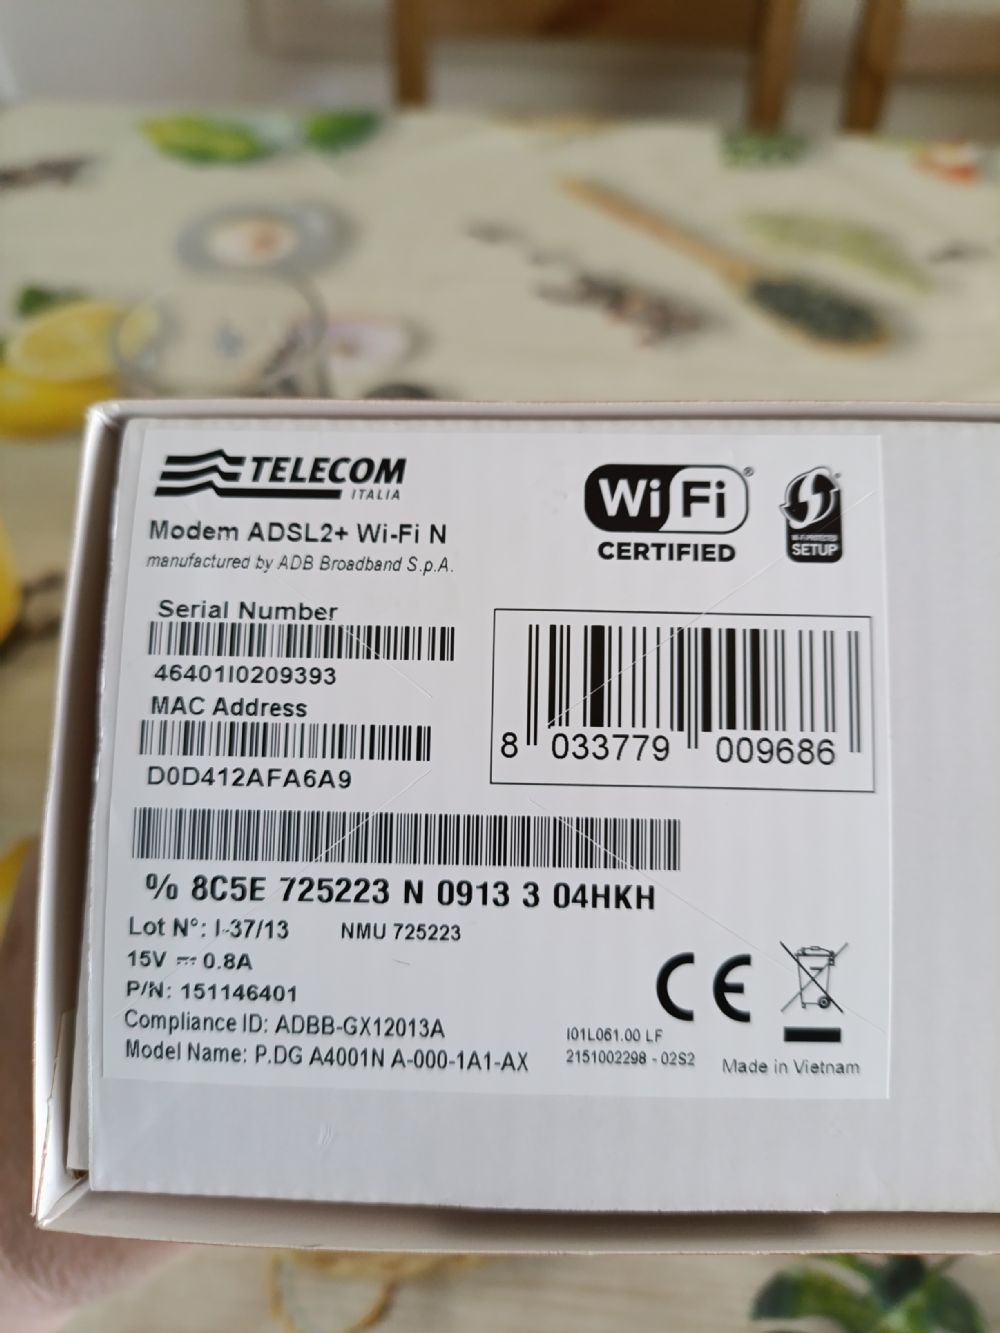 TELECOM
ITALIA
Modem ADSL2+ Wi-Fi N
manufactured by ADB Broadband S.p.A.
Wi Fi ®
CERTIFIED
WI-FI PROTECTED
SETUP
Serial Number
46401I0209393
MAC Address
D0D412AFA6A9
8 033779 009686
% 8C5E 725223 N 0913 3 04HKH
Lot N°: I-37/13 NMU 725223
15V ⎓ 0.8A
P/N: 151146401
Compliance ID: ADBB-GX12013A
Model Name: P.DG A4001N A-000-1A1-AX
CE
I01L061.00 LF
2151002298 - 02S2
Made in Vietnam